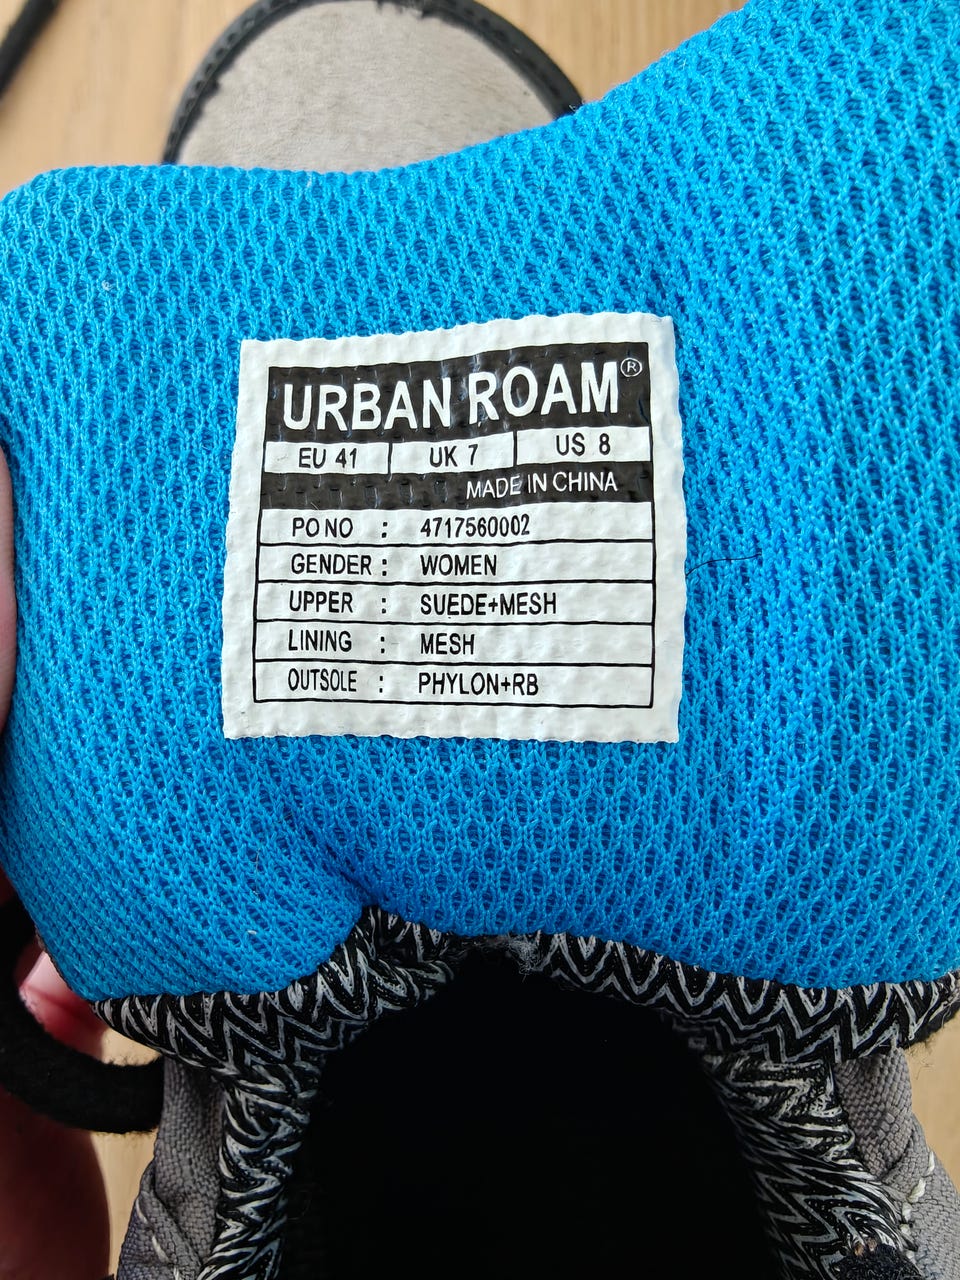 URBAN ROAM®
EU 41 UK 7 US 8
MADE IN CHINA
PO NO : 4717560002
GENDER : WOMEN
UPPER : SUEDE+MESH
LINING : MESH
OUTSOLE : PHYLON+RB